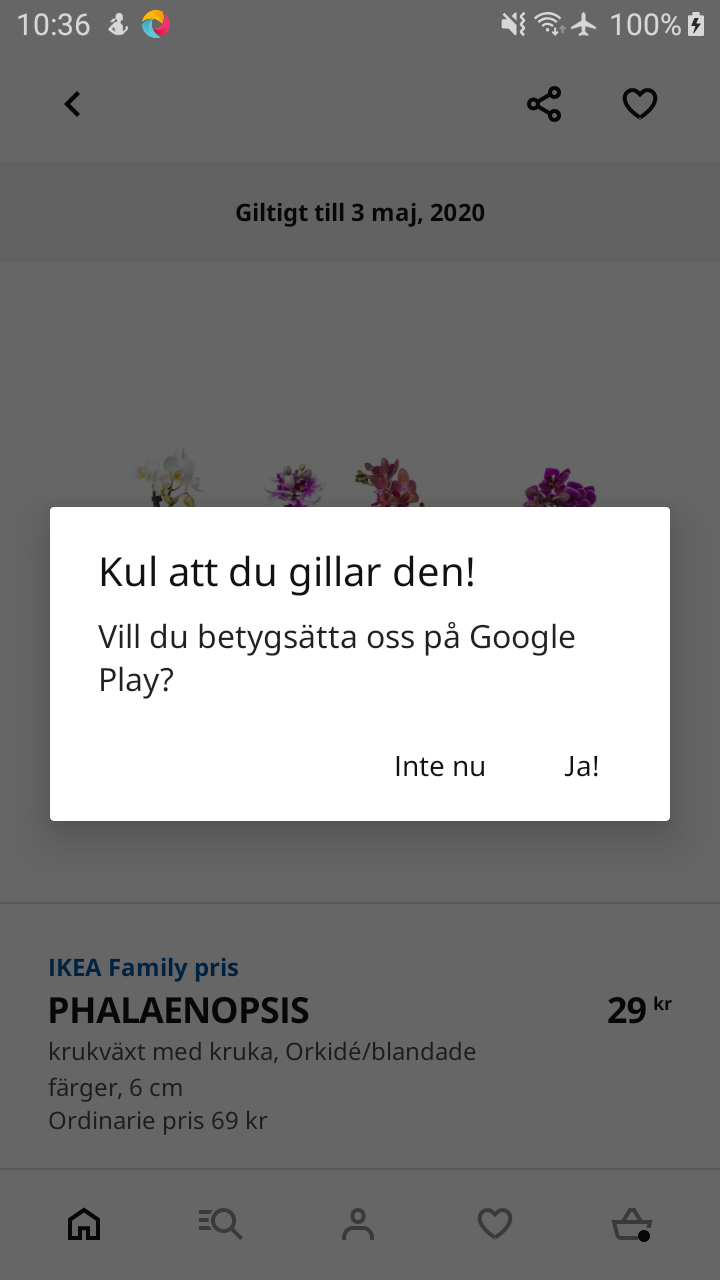 10:36
100%
Giltigt till 3 maj, 2020
Kul att du gillar den!
Vill du betygsätta oss på Google
Play?
Inte nu
Ja!
IKEA Family pris
PHALAENOPSIS
29 kr
krukväxt med kruka, Orkidé/blandade
färger, 6 cm
Ordinarie pris 69 kr